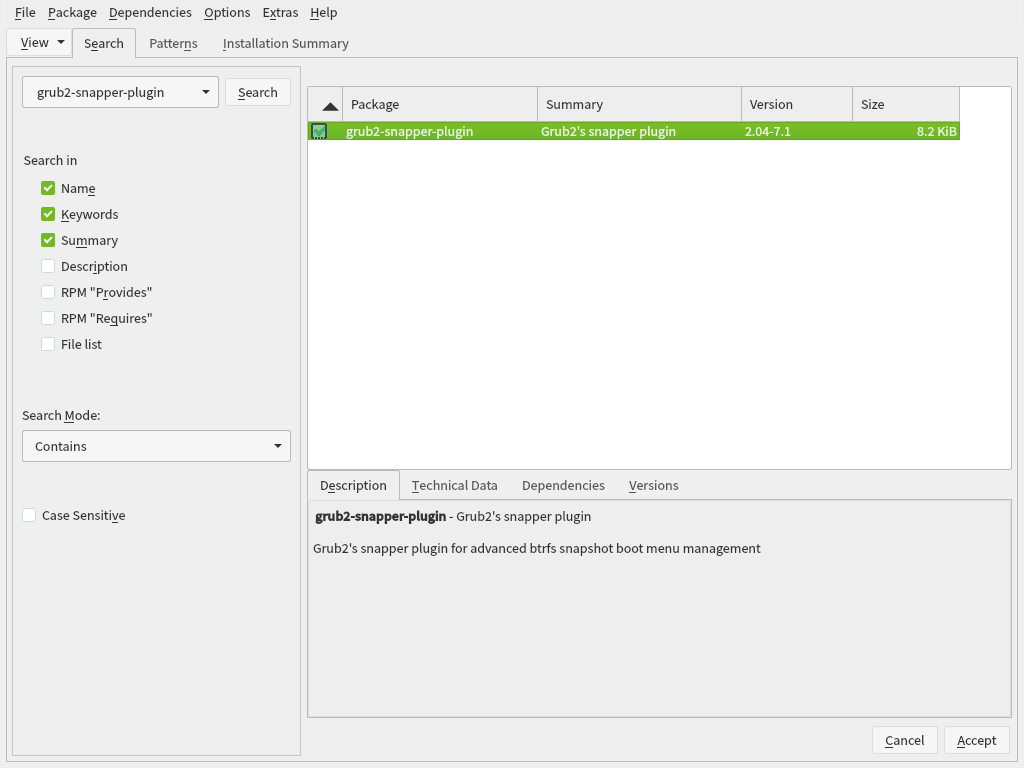 File Package Dependencies Options Extras Help
View Search Patterns Installation Summary
grub2-snapper-plugin Search
Search in
Name
Keywords
Summary
Description
RPM "Provides"
RPM "Requires"
File list
Search Mode:
Contains
Case Sensitive
Package Summary Version Size
grub2-snapper-plugin Grub2's snapper plugin 2.04-7.1 8.2 KiB
Description Technical Data Dependencies Versions
grub2-snapper-plugin - Grub2's snapper plugin
Grub2's snapper plugin for advanced btrfs snapshot boot menu management
Cancel Accept